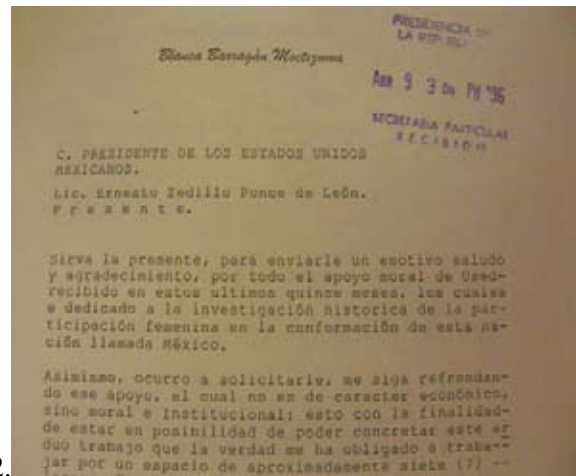 Blanca Barragán Moctezuma
PRESIDENCIA DE
LA REPUBLICA
ABR 9 3 04 PM '96
SECRETARIA PARTICULAR
RECIBIDO
C. PRESIDENTE DE LOS ESTADOS UNIDOS
MEXICANOS.
Lic. Ernesto Zedillo Ponce de León.
P r e s e n t e.
Sirva la presente, para enviarle un emotivo saludo
y agradecimiento, por todo el apoyo moral de Used-
recibido en estos ultimos quince meses, los cuales
e dedicado a la investigación historica de la par-
ticipación femenina en la conformación de esta na-
ción llamada México.
Asimismo, ocurro a solicitarle, me siga refrendan-
do ese apoyo, el cual no es de caracter económico,
sino moral e Institucional; esto con la finalidad-
de estar en posibilidad de poder concretar este ar
duo trabajo que la verdad me ha obligado a traba--
jar por un espacio de aproximadamente siete (7) --
2.